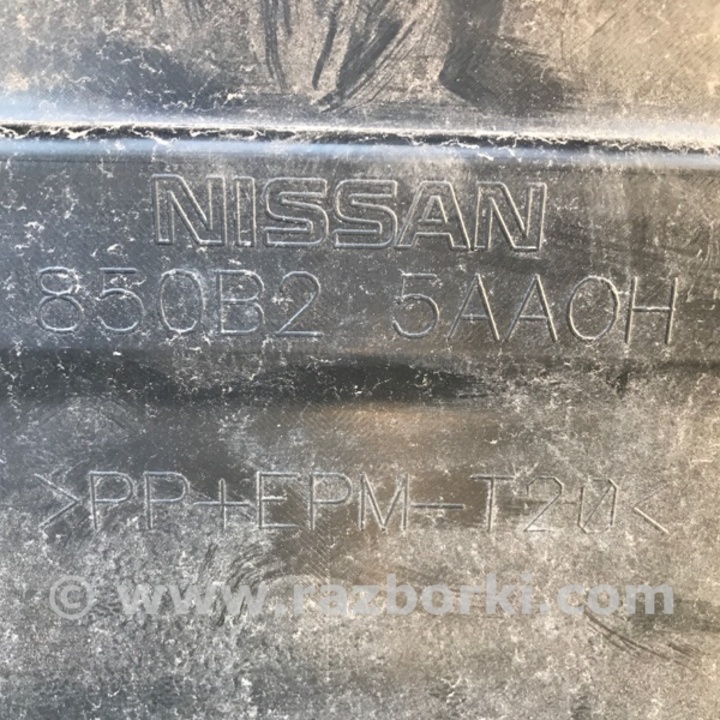 NISSAN
850B2 5AA0H
>PP+EPM-T20<
© www.razborki.com